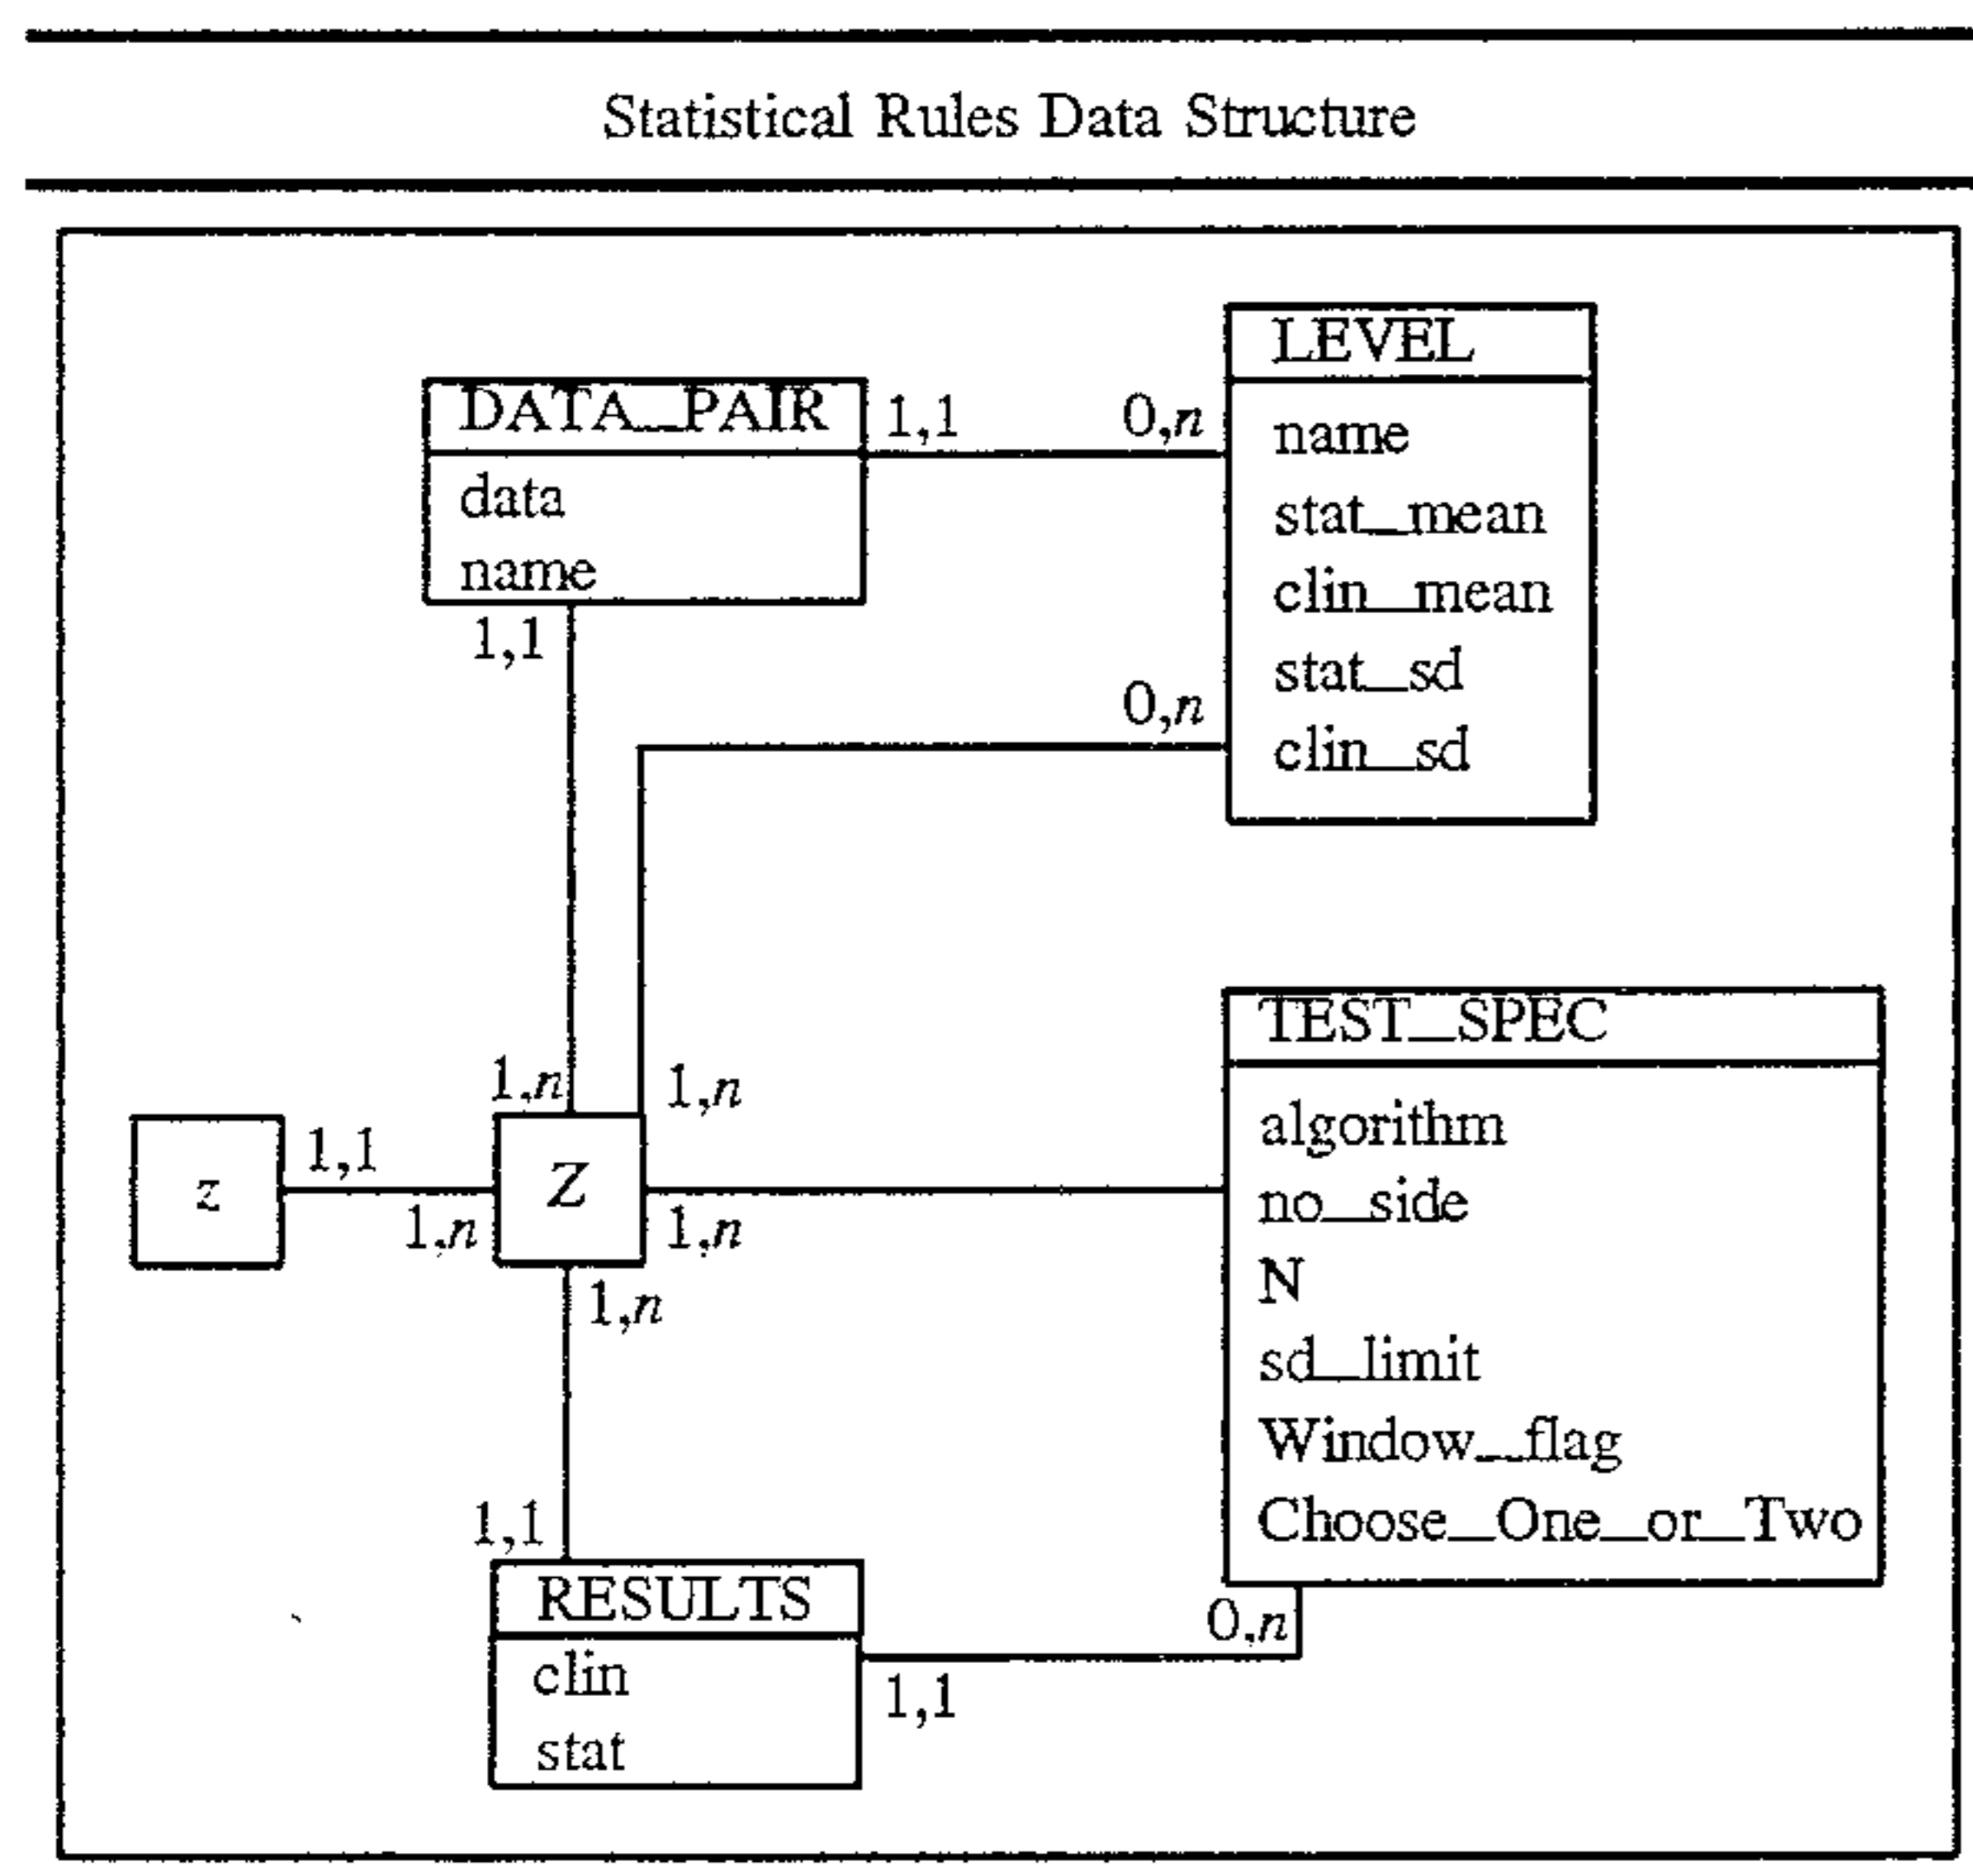 Statistical Rules Data Structure
LEVEL
name
stat_mean
clin_mean
stat_sd
clin_sd
DATA_PAIR
data
name
1,1
0,n
1,1
0,n
1,n
1,n
z
1,1
1,n
Z
1,n
1,n
TEST_SPEC
algorithm
no_side
N
sd_limit
Window_flag
Choose_One_or_Two
1,1
RESULTS
clin
stat
0,n
1,1